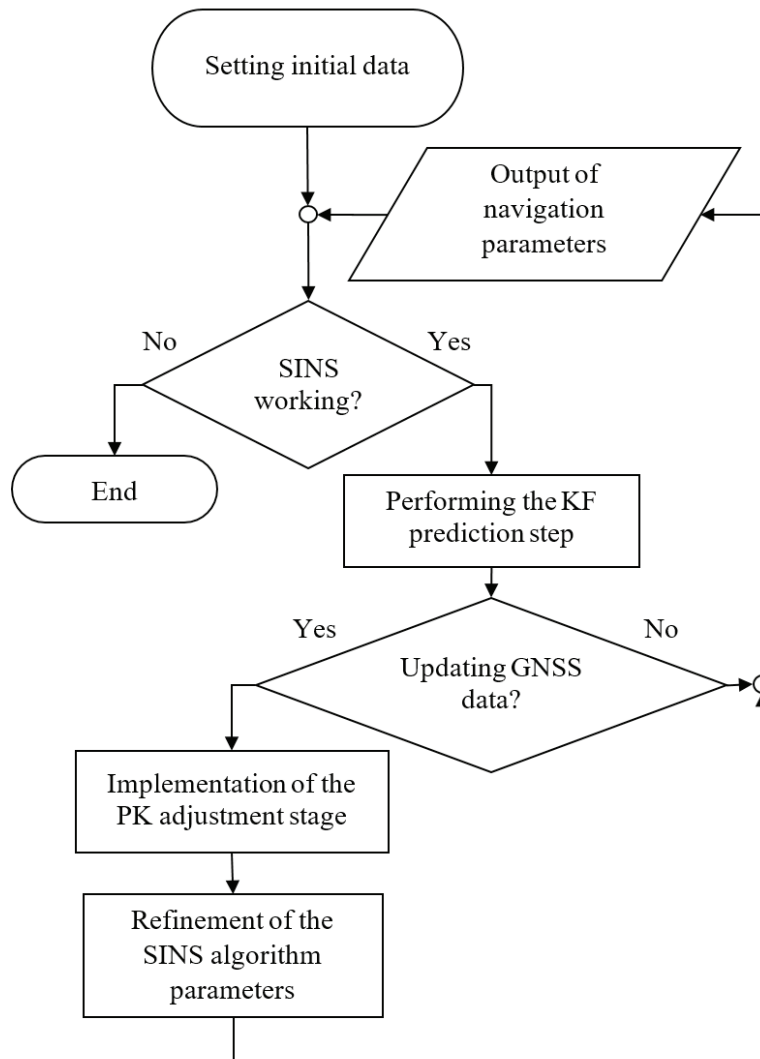 Setting initial data
Output of
navigation
parameters
No
Yes
SINS
working?
End
Performing the KF
prediction step
Yes
No
Updating GNSS
data?
Implementation of the
PK adjustment stage
Refinement of the
SINS algorithm
parameters